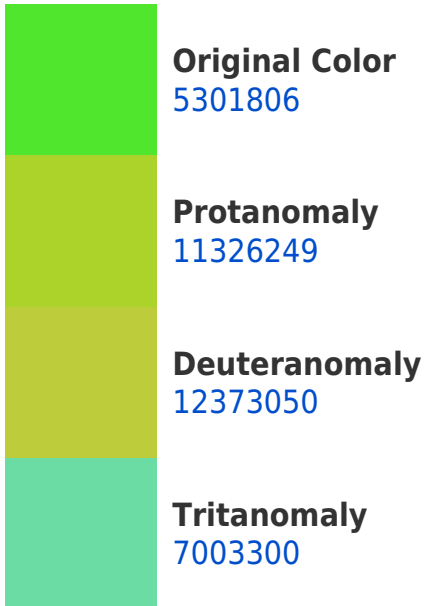 Original Color
5301806
Protanomaly
11326249
Deuteranomaly
12373050
Tritanomaly
7003300